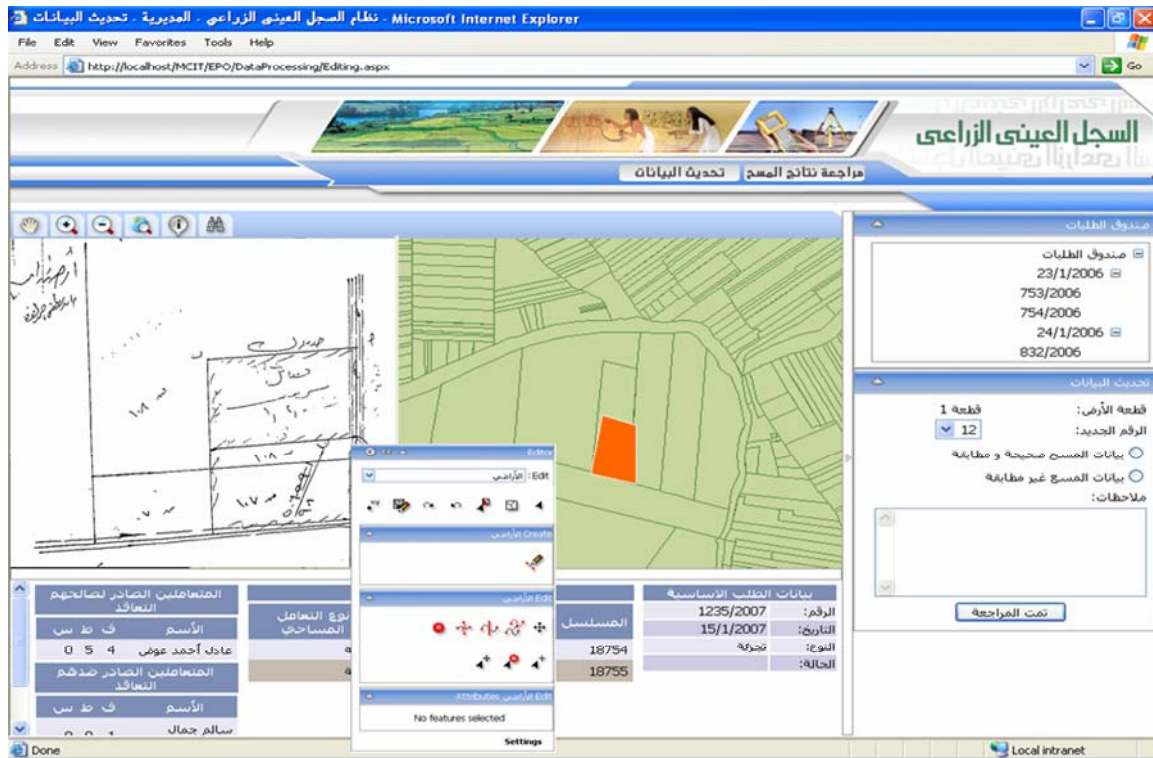 نظام السجل العينى الزراعى - المديرية - تحديث البيانات - Microsoft Internet Explorer
File Edit View Favorites Tools Help
Address http://localhost/MCIT/EPO/DataProcessing/Editing.aspx Go
السجل العينى الزراعى
مراجعة نتائج المسح تحديث البيانات
صندوق الطلبات
صندوق الطلبات
23/1/2006
753/2006
754/2006
24/1/2006
832/2006
تحديث البيانات
قطعة الأرض: قطعة 1
الرقم الجديد: 12
بيانات المسح صحيحة و مطابقة
بيانات المسح غير مطابقة
ملاحظات:
تمت المراجعة
Editor
Edit: الأراضي
Create الأراضي
Edit الأراضي
Attributes الأراضي Edit
No features selected
Settings
بيانات الطلب الاساسية
الرقم: 1235/2007
التاريخ: 15/1/2007
النوع: تجزئة
الحالة:
المسلسل
18754
18755
نوع التعامل المساحي
المتعاملين الصادر لصالحهم التعاقد
الأسم ف ط س
عادل أحمد عوض 4 5 0
المتعاملين الصادر ضدهم التعاقد
الأسم ف ط س
سالم جمال
Done
Local intranet